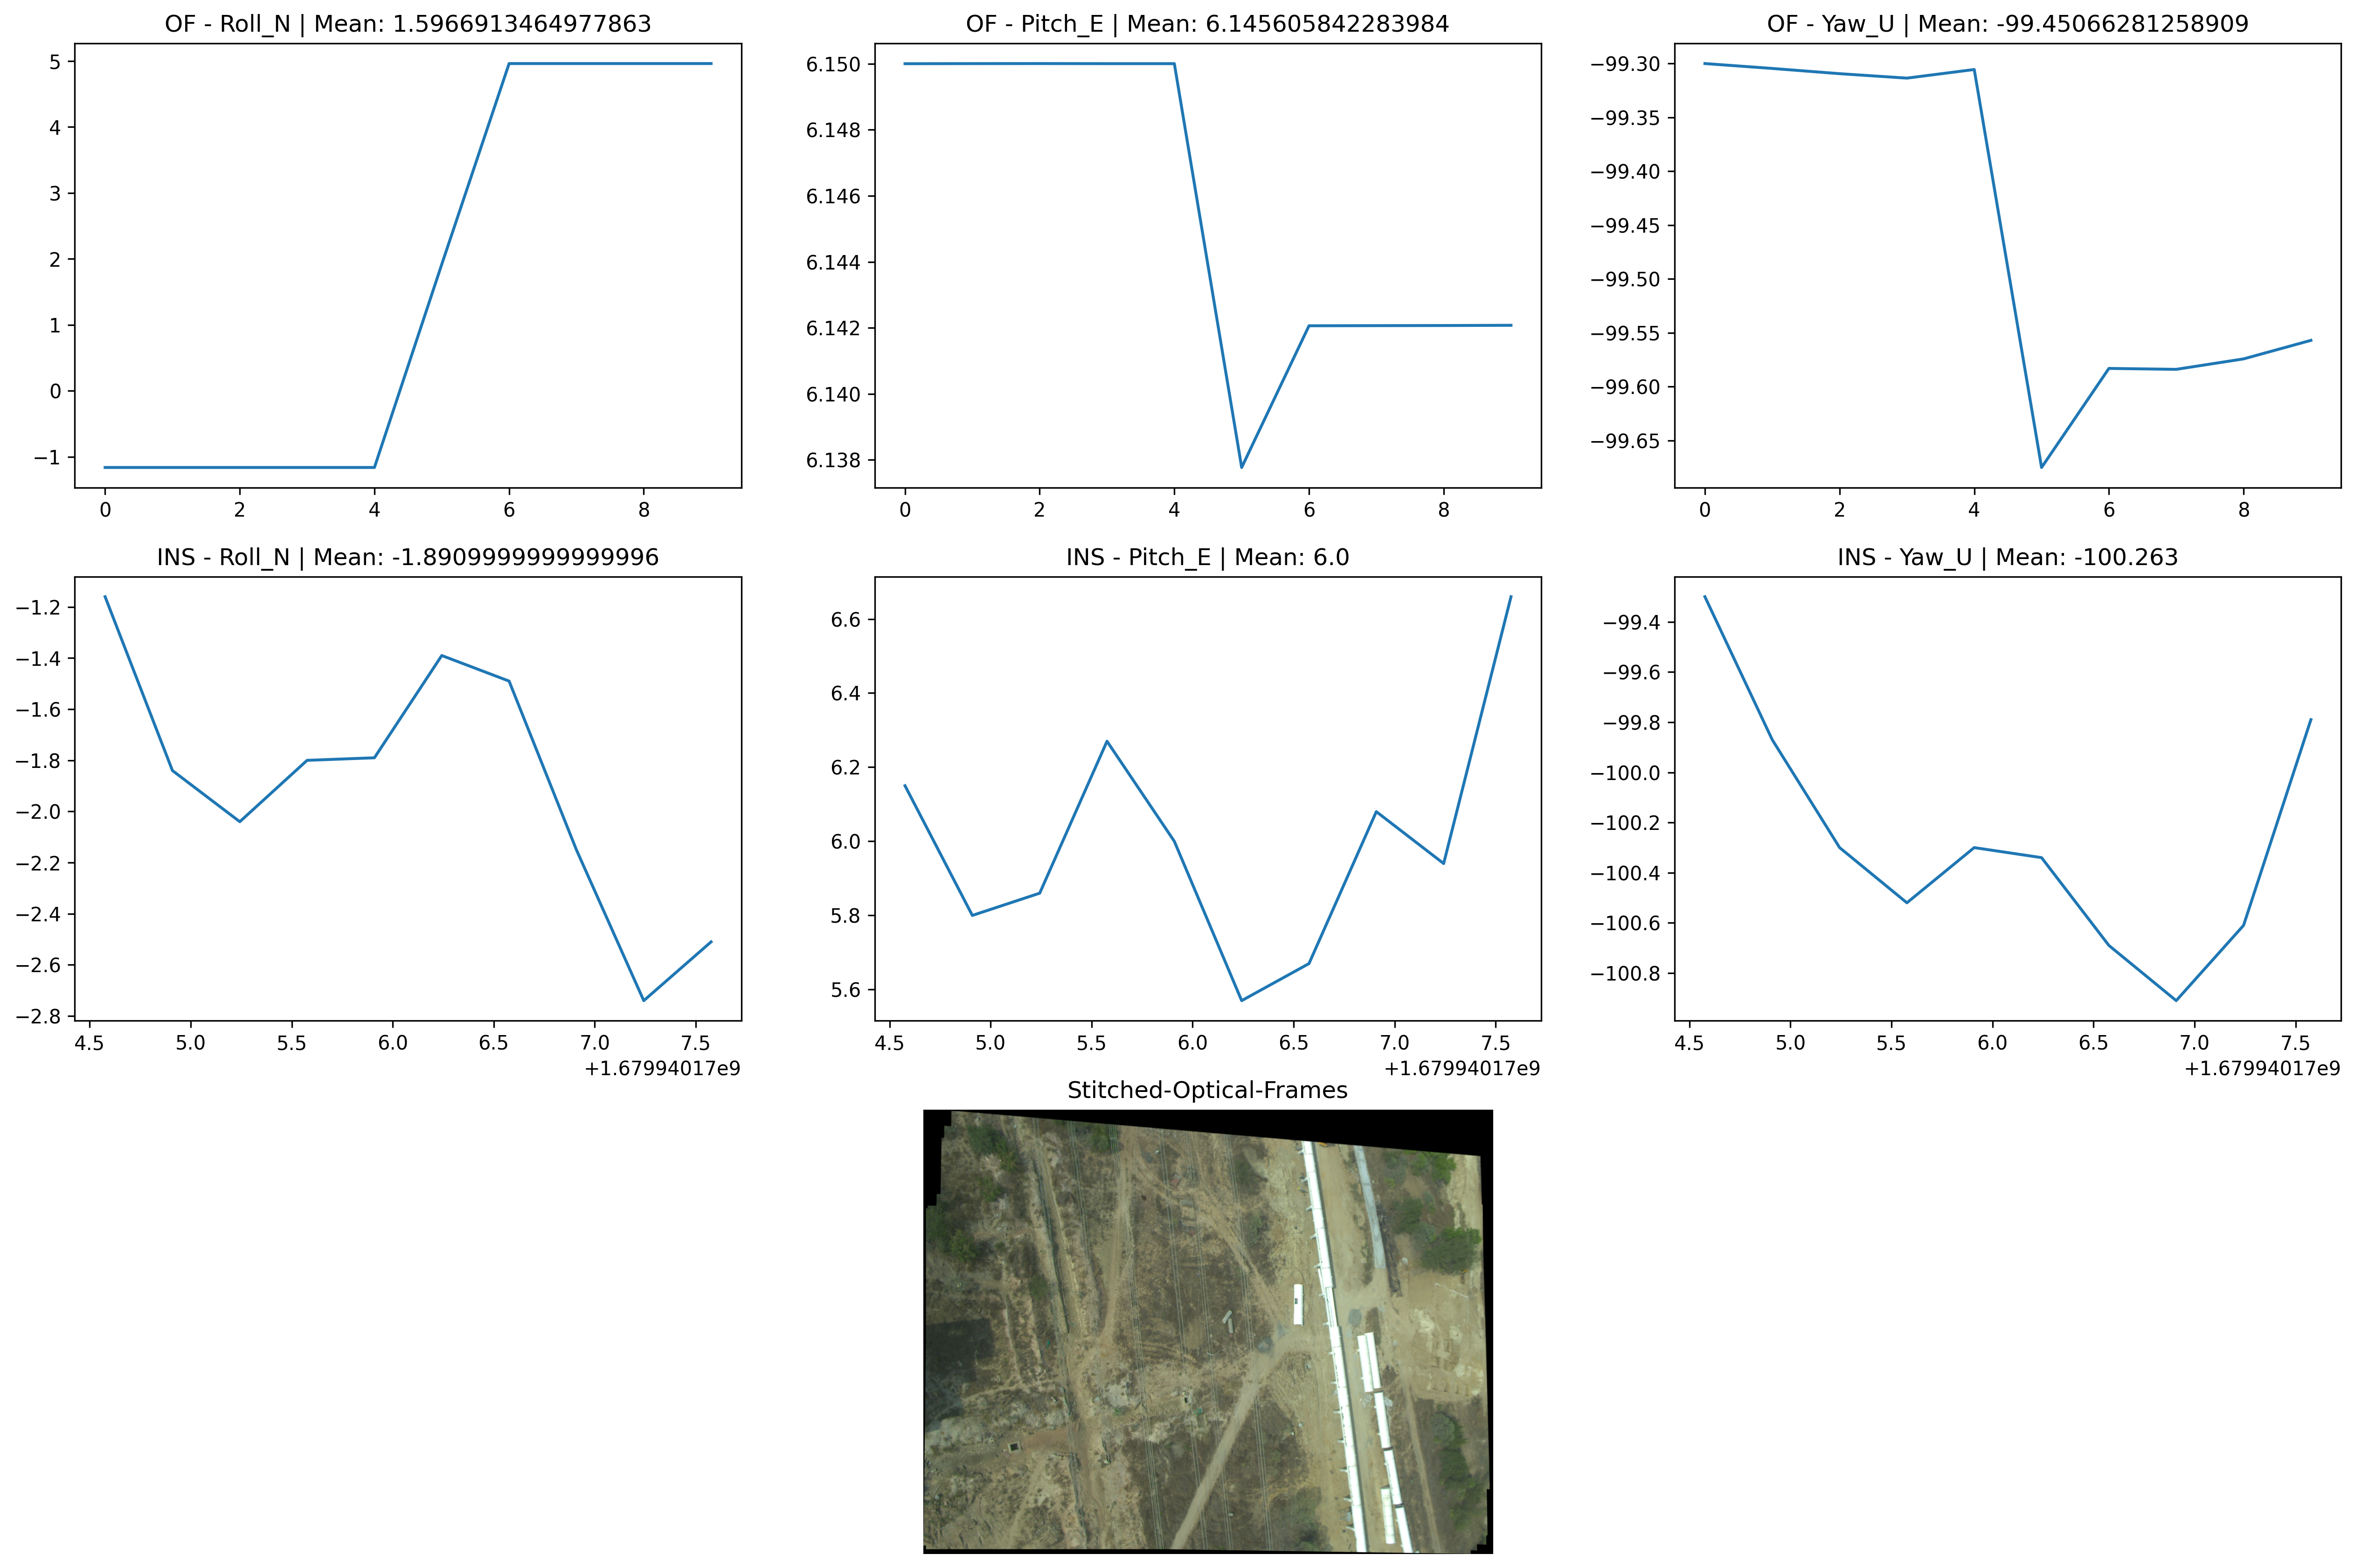 OF - Roll_N | Mean: 1.5966913464977863
5
4
3
2
1
0
−1
0 2 4 6 8
OF - Pitch_E | Mean: 6.145605842283984
6.150
6.148
6.146
6.144
6.142
6.140
6.138
0 2 4 6 8
OF - Yaw_U | Mean: -99.45066281258909
−99.30
−99.35
−99.40
−99.45
−99.50
−99.55
−99.60
−99.65
0 2 4 6 8
INS - Roll_N | Mean: -1.8909999999999996
−1.2
−1.4
−1.6
−1.8
−2.0
−2.2
−2.4
−2.6
−2.8
4.5 5.0 5.5 6.0 6.5 7.0 7.5
+1.67994017e9
INS - Pitch_E | Mean: 6.0
6.6
6.4
6.2
6.0
5.8
5.6
4.5 5.0 5.5 6.0 6.5 7.0 7.5
+1.67994017e9
INS - Yaw_U | Mean: -100.263
−99.4
−99.6
−99.8
−100.0
−100.2
−100.4
−100.6
−100.8
4.5 5.0 5.5 6.0 6.5 7.0 7.5
+1.67994017e9
Stitched-Optical-Frames